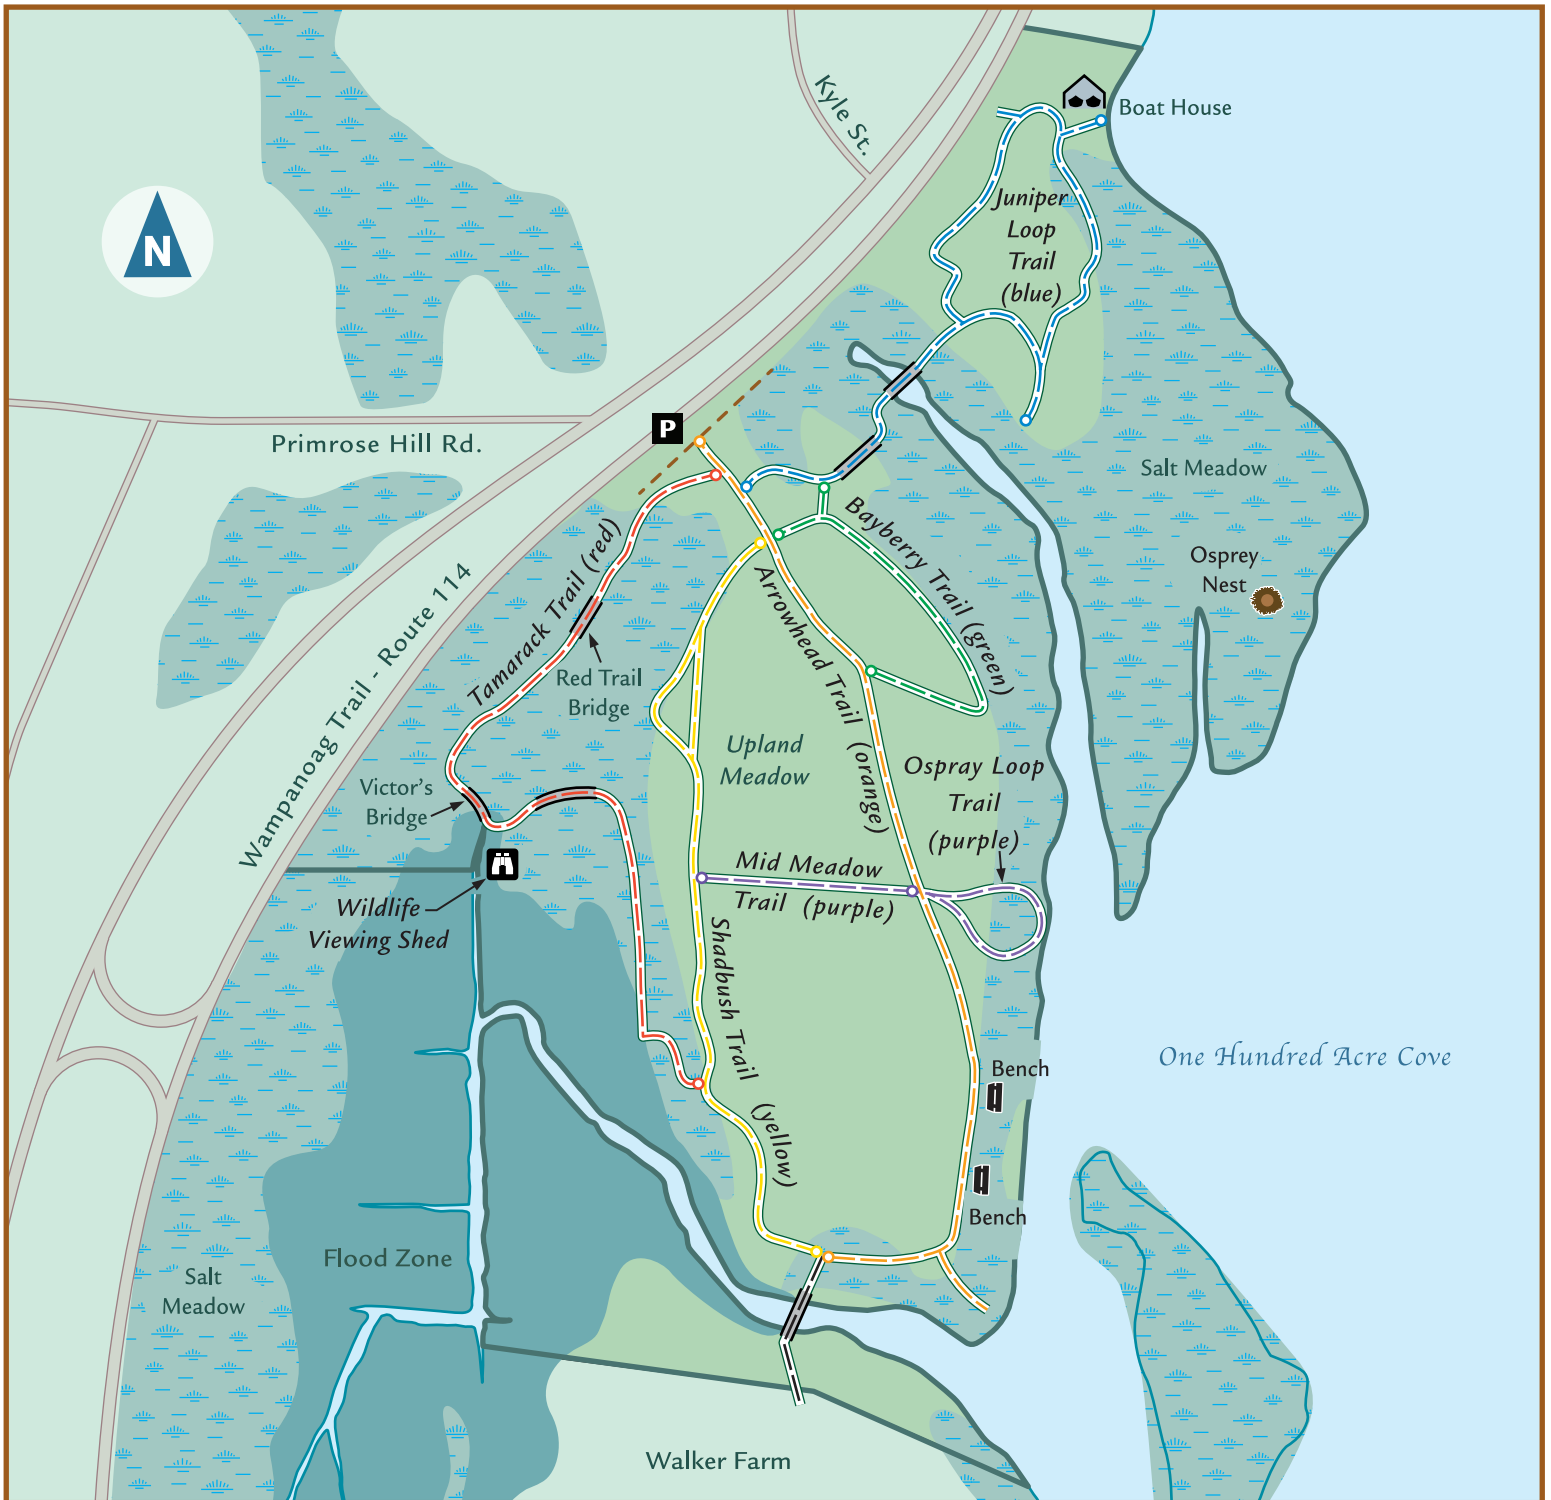 Kyle St.
Boat House
N
Juniper
Loop
Trail
(blue)
P
Primrose Hill Rd.
Salt Meadow
Bayberry Trail (green)
Tamarack Trail (red)
Osprey
Nest
Wampanoag Trail - Route 114
Arrowhead Trail (orange)
Red Trail
Bridge
Upland
Meadow
Ospray Loop
Trail
(purple)
Victor's
Bridge
Mid Meadow
Trail (purple)
Wildlife
Viewing Shed
Shadbush Trail (yellow)
One Hundred Acre Cove
Bench
Bench
Flood Zone
Salt
Meadow
Walker Farm